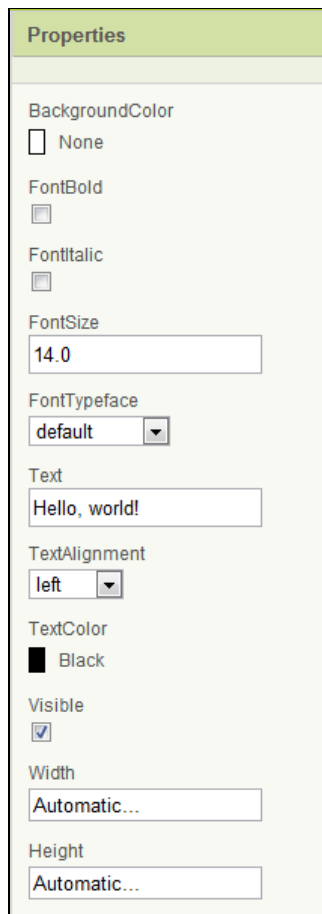 Properties
BackgroundColor
None
FontBold
FontItalic
FontSize
14.0
FontTypeface
default
Text
Hello, world!
TextAlignment
left
TextColor
Black
Visible
Width
Automatic...
Height
Automatic...